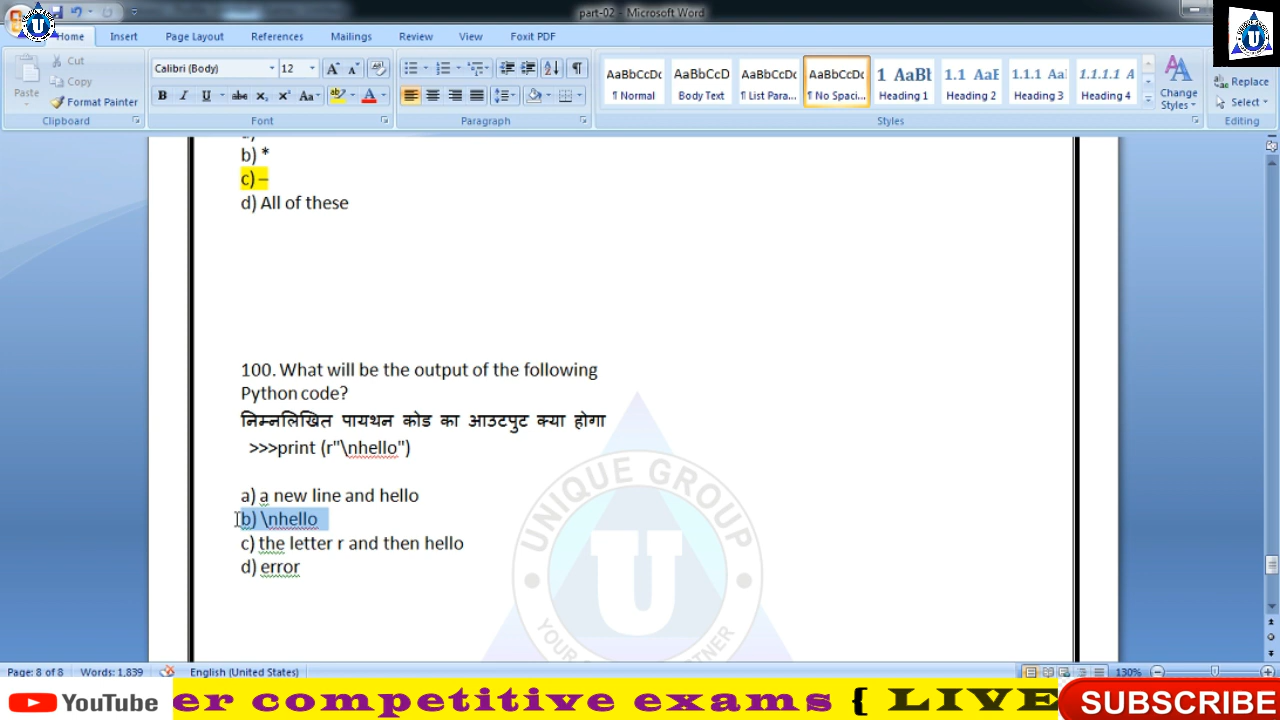 part-02 - Microsoft Word
U
Home Insert Page Layout References Mailings Review View Foxit PDF
U
Paste
Cut
Copy
Format Painter
Clipboard
Calibri (Body) 12
Font
Paragraph
AaBbCcDc AaBbCcD AaBbCcDc AaBbCcDc 1 AaBb 1.1 AaB 1.1.1 Aa 1.1.1.1 A
¶ Normal Body Text ¶ List Para... ¶ No Spaci... Heading 1 Heading 2 Heading 3 Heading 4
Change
Styles
Styles
Replace
Select
Editing
b) *
c) –
d) All of these
100. What will be the output of the following
Python code?
निम्नलिखित पायथन कोड का आउटपुट क्या होगा
>>>print (r"\nhello")
a) a new line and hello
b) \nhello
c) the letter r and then hello
d) error
UNIQUE GROUP
U
Page: 8 of 8 Words: 1,839 English (United States) 130%
YouTube
er competitive exams { LIVE
SUBSCRIBE